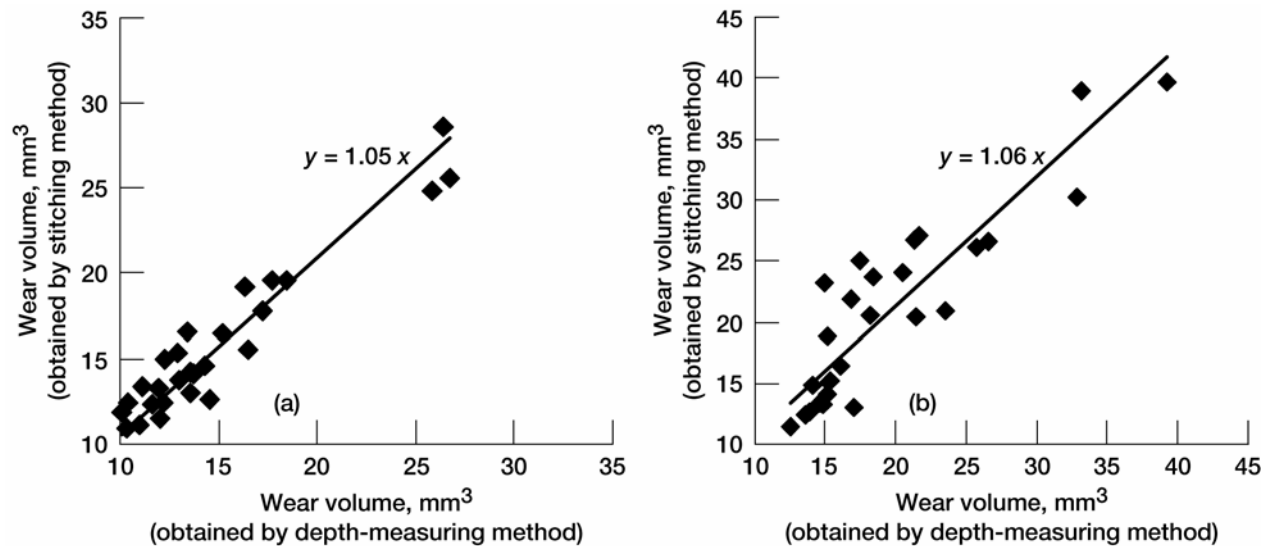 35
30
25
20
15
10
Wear volume, mm³
(obtained by stitching method)
y = 1.05 x
(a)
10 15 20 25 30 35
Wear volume, mm³
(obtained by depth-measuring method)
45
40
35
30
25
20
15
10
Wear volume, mm³
(obtained by stitching method)
y = 1.06 x
(b)
10 15 20 25 30 35 40 45
Wear volume, mm³
(obtained by depth-measuring method)